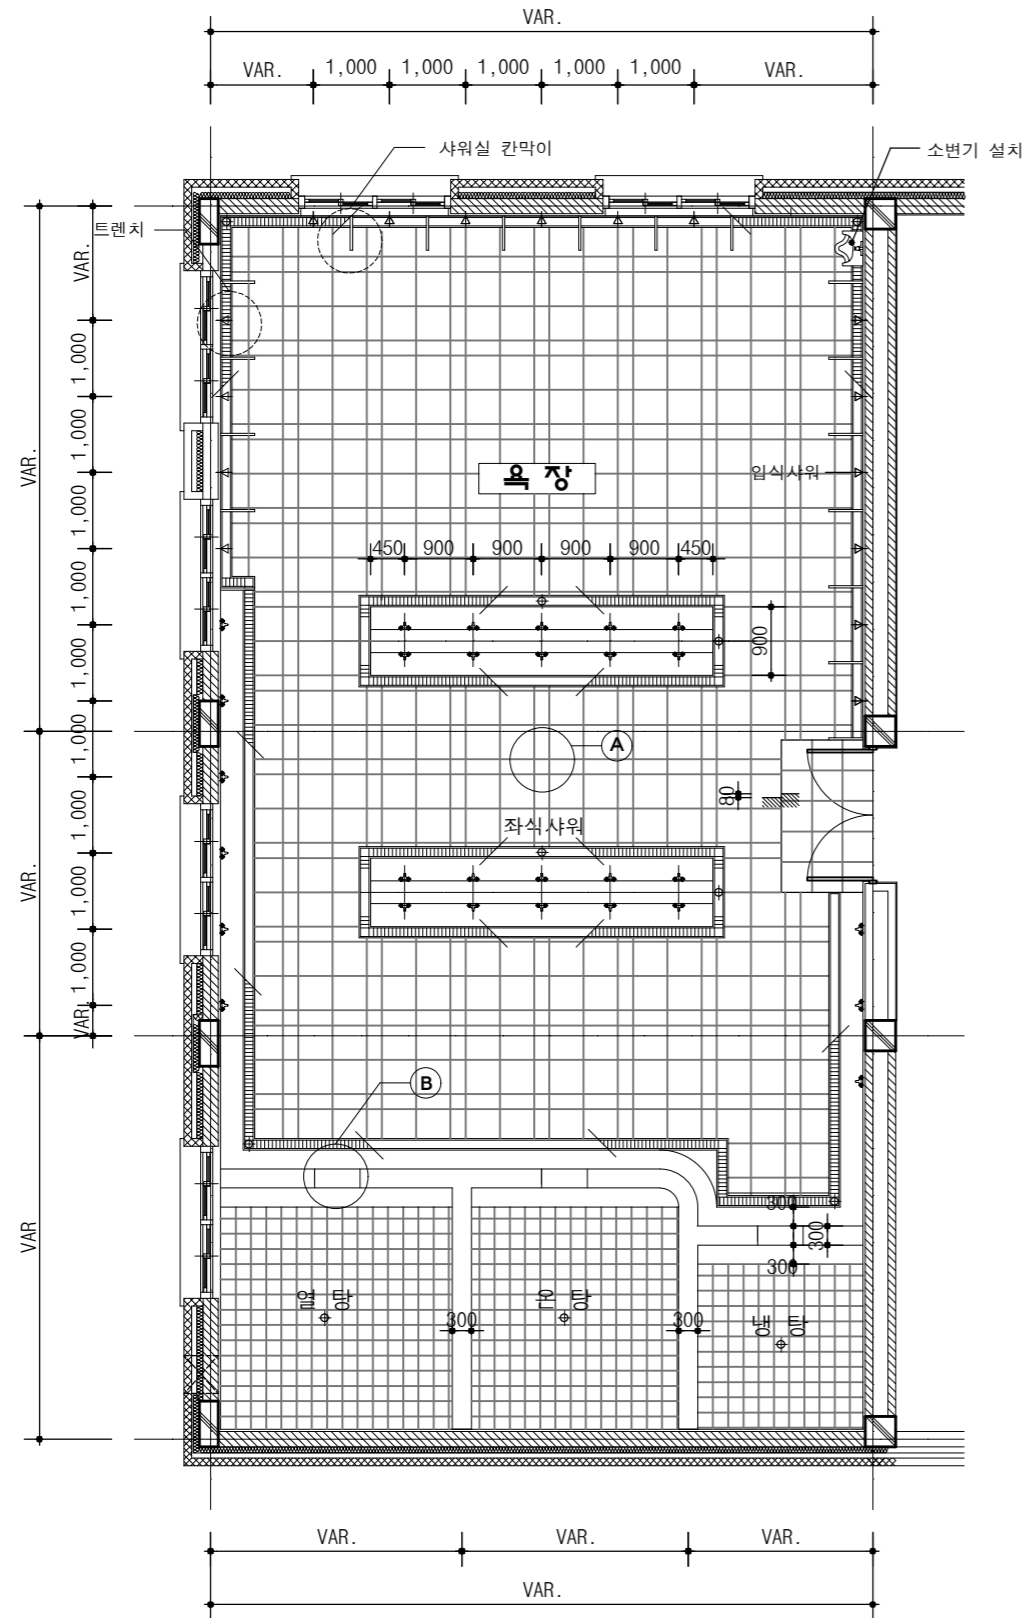 VAR.
VAR. 1,000 1,000 1,000 1,000 1,000 VAR.
샤워실 칸막이
소변기 설치
트렌치
VAR.
1,000
1,000
1,000
1,000
1,000
1,000
1,000
1,000
1,000
VAR.
VAR.
VAR.
VAR
욕 장
입식샤워
450 900 900 900 900 450
900
A
80
좌식샤워
B
300
300
300
열 탕
온 탕
냉 탕
300
300
VAR. VAR. VAR.
VAR.